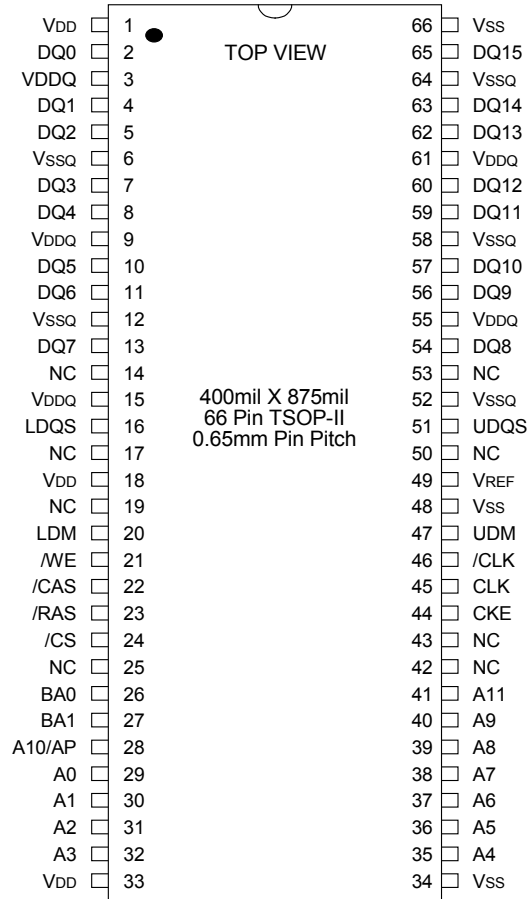 VDD 1 66 VSS
DQ0 2 TOP VIEW 65 DQ15
VDDQ 3 64 VSSQ
DQ1 4 63 DQ14
DQ2 5 62 DQ13
VSSQ 6 61 VDDQ
DQ3 7 60 DQ12
DQ4 8 59 DQ11
VDDQ 9 58 VSSQ
DQ5 10 57 DQ10
DQ6 11 56 DQ9
VSSQ 12 55 VDDQ
DQ7 13 54 DQ8
NC 14 53 NC
VDDQ 15 400mil X 875mil 52 VSSQ
LDQS 16 66 Pin TSOP-II 51 UDQS
NC 17 0.65mm Pin Pitch 50 NC
VDD 18 49 VREF
NC 19 48 VSS
LDM 20 47 UDM
/WE 21 46 /CLK
/CAS 22 45 CLK
/RAS 23 44 CKE
/CS 24 43 NC
NC 25 42 NC
BA0 26 41 A11
BA1 27 40 A9
A10/AP 28 39 A8
A0 29 38 A7
A1 30 37 A6
A2 31 36 A5
A3 32 35 A4
VDD 33 34 VSS